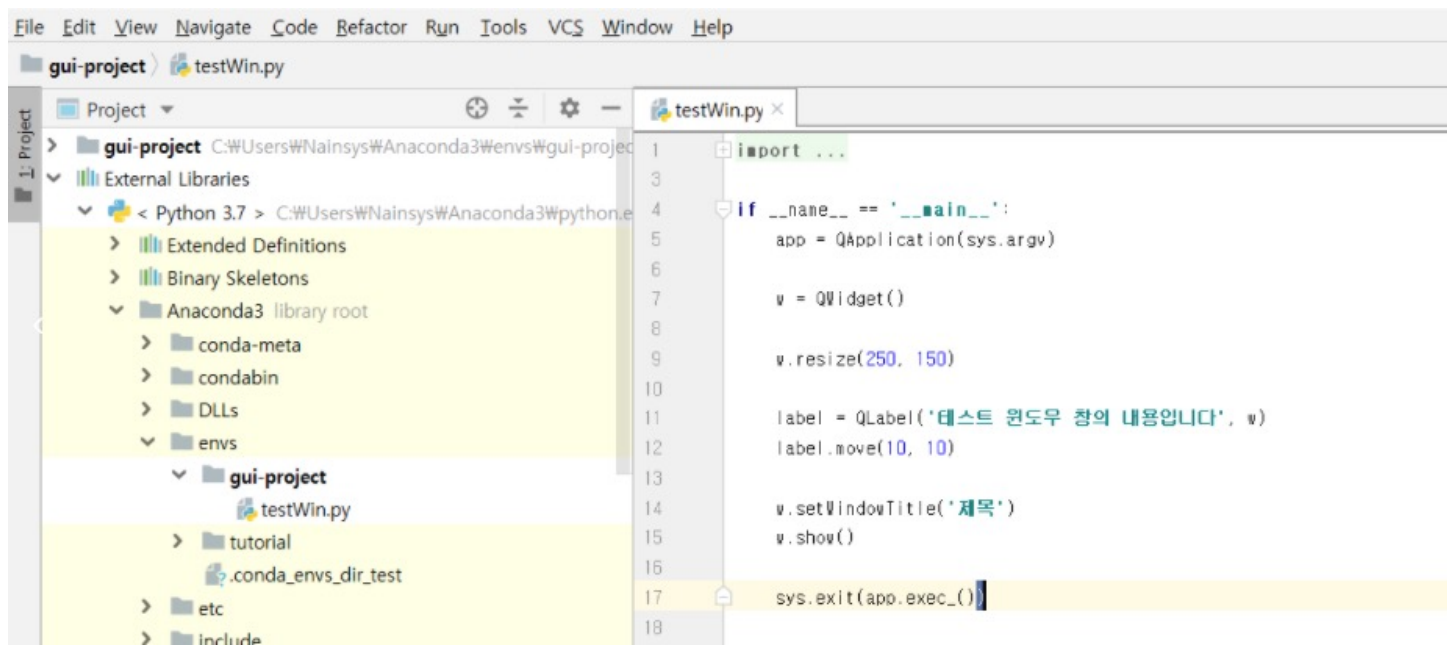 File Edit View Navigate Code Refactor Run Tools VCS Window Help
gui-project testWin.py
1: Project
Project
gui-project C:₩Users₩Nainsys₩Anaconda3₩envs₩gui-projec
External Libraries
< Python 3.7 > C:₩Users₩Nainsys₩Anaconda3₩python.e
Extended Definitions
Binary Skeletons
Anaconda3 library root
conda-meta
condabin
DLLs
envs
gui-project
testWin.py
tutorial
.conda_envs_dir_test
etc
include
testWin.py
1 import ...
3
4 if __name__ == '__main__':
5 app = QApplication(sys.argv)
6
7 w = QWidget()
8
9 w.resize(250, 150)
10
11 label = QLabel('테스트 윈도우 창의 내용입니다', w)
12 label.move(10, 10)
13
14 w.setWindowTitle('제목')
15 w.show()
16
17 sys.exit(app.exec_())
18